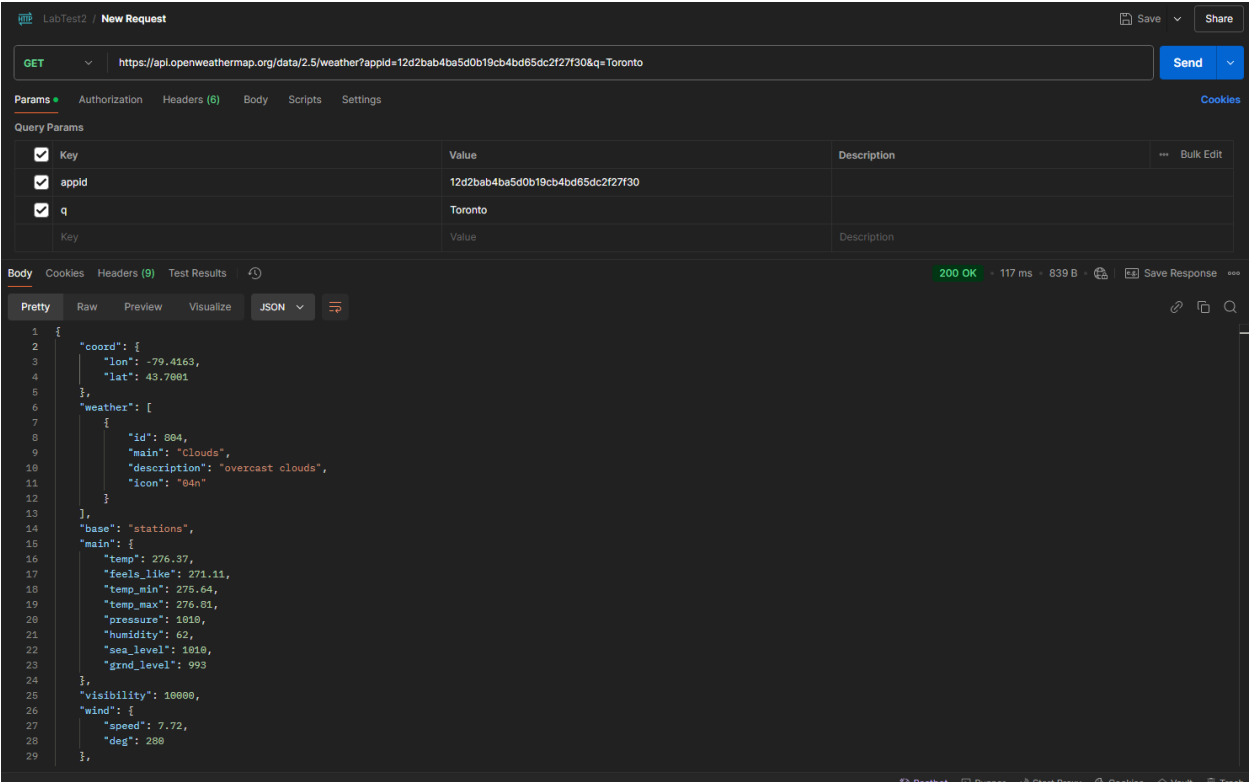 HTTP LabTest2 / New Request Save Share
GET https://api.openweathermap.org/data/2.5/weather?appid=12d2bab4ba5d0b19cb4bd65dc2f27f30&q=Toronto Send
Params Authorization Headers (6) Body Scripts Settings Cookies
Query Params
Key Value Description ••• Bulk Edit
appid 12d2bab4ba5d0b19cb4bd65dc2f27f30
q Toronto
Key Value Description
Body Cookies Headers (9) Test Results 200 OK • 117 ms • 839 B • e.g. Save Response
Pretty Raw Preview Visualize JSON
1 {
2 "coord": {
3 "lon": -79.4163,
4 "lat": 43.7001
5 },
6 "weather": [
7 {
8 "id": 804,
9 "main": "Clouds",
10 "description": "overcast clouds",
11 "icon": "04n"
12 }
13 ],
14 "base": "stations",
15 "main": {
16 "temp": 276.37,
17 "feels_like": 271.11,
18 "temp_min": 275.64,
19 "temp_max": 276.81,
20 "pressure": 1010,
21 "humidity": 62,
22 "sea_level": 1010,
23 "grnd_level": 993
24 },
25 "visibility": 10000,
26 "wind": {
27 "speed": 7.72,
28 "deg": 280
29 },